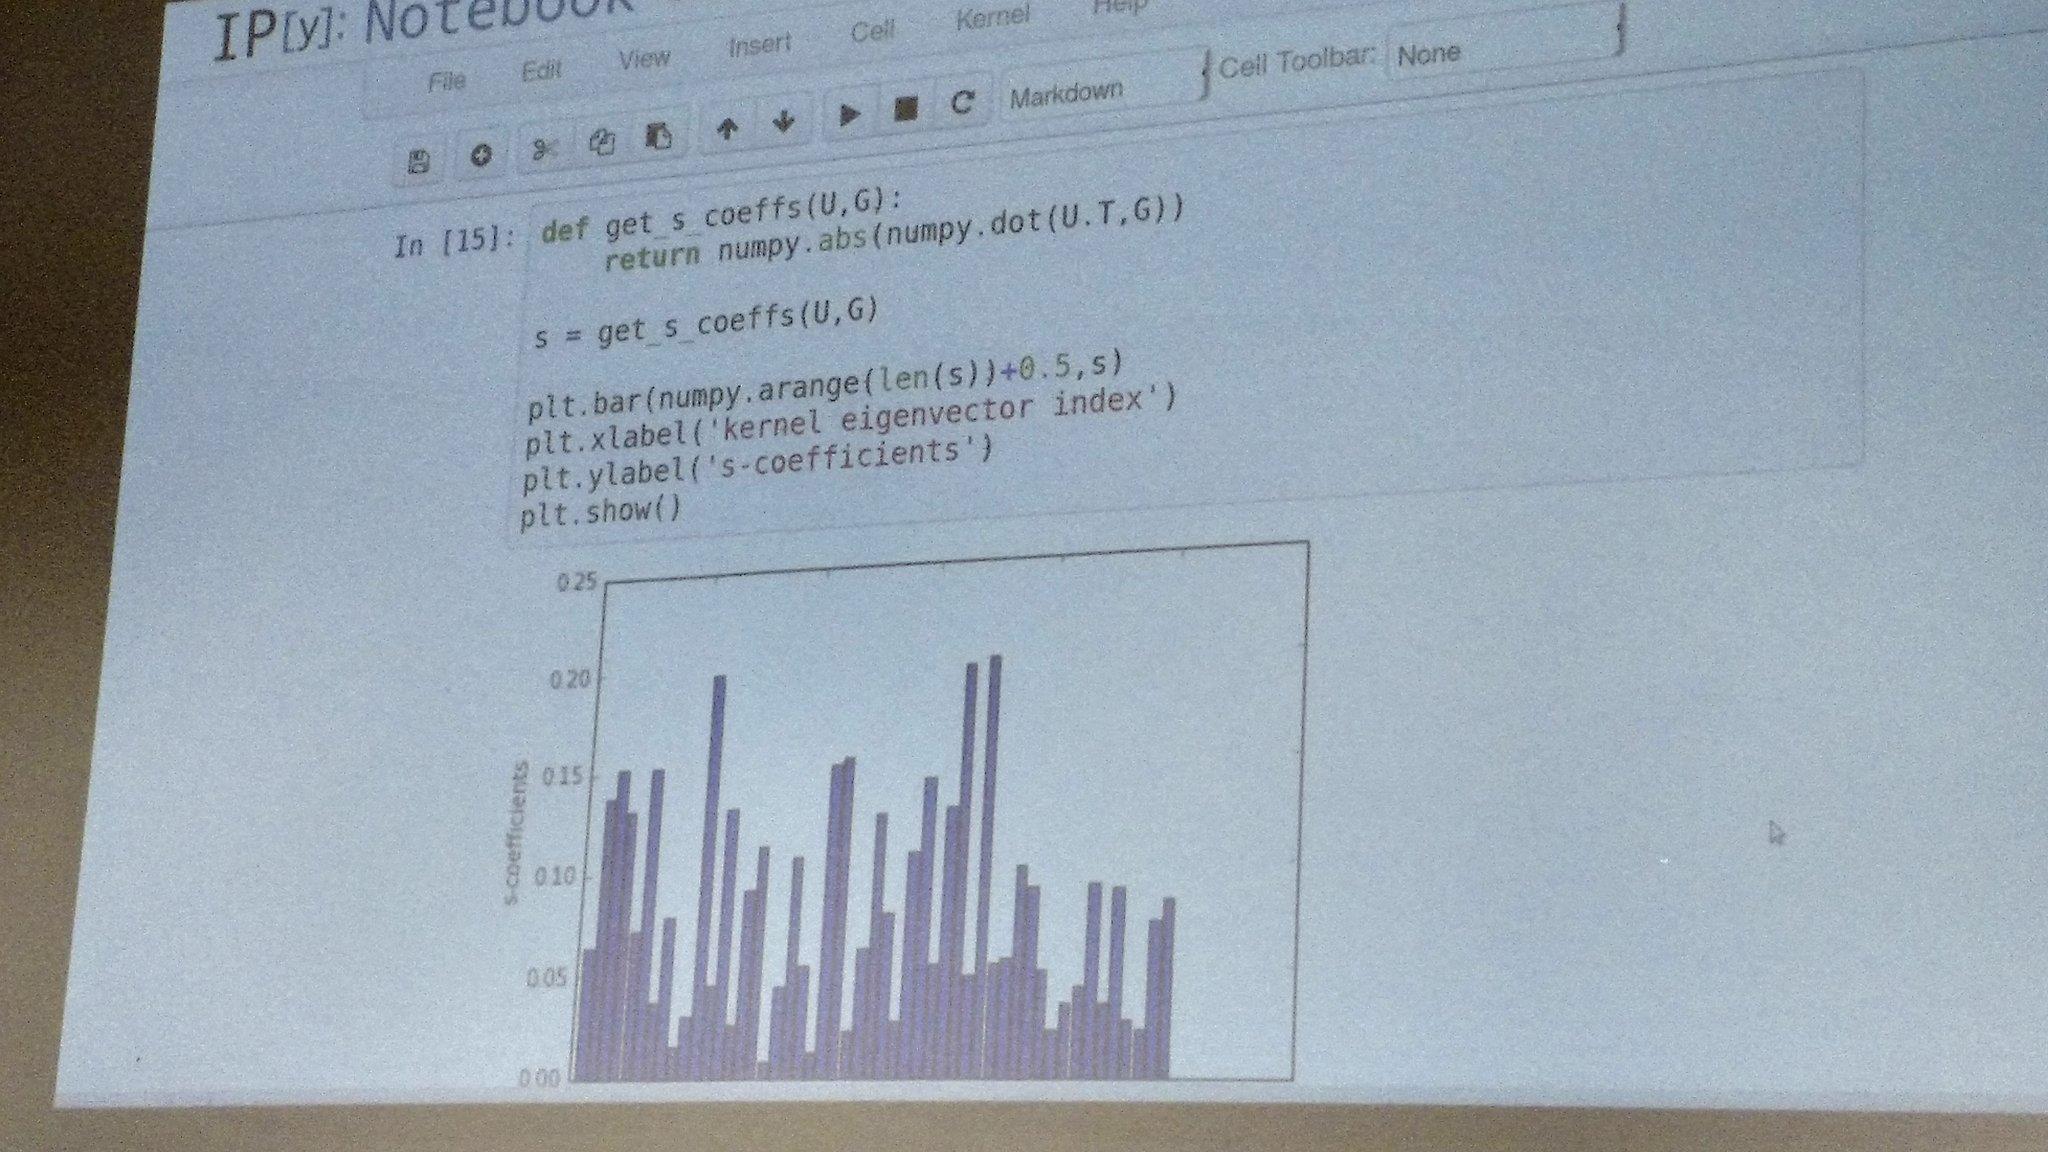 IP[y]: Notebook
File Edit View Insert Cell Kernel Help
Markdown Cell Toolbar: None
In [15]: def get_s_coeffs(U,G):
return numpy.abs(numpy.dot(U.T,G))
s = get_s_coeffs(U,G)
plt.bar(numpy.arange(len(s))+0.5,s)
plt.xlabel('kernel eigenvector index')
plt.ylabel('s-coefficients')
plt.show()
0.25
0.20
0.15
0.10
0.05
0.00
s-coefficients